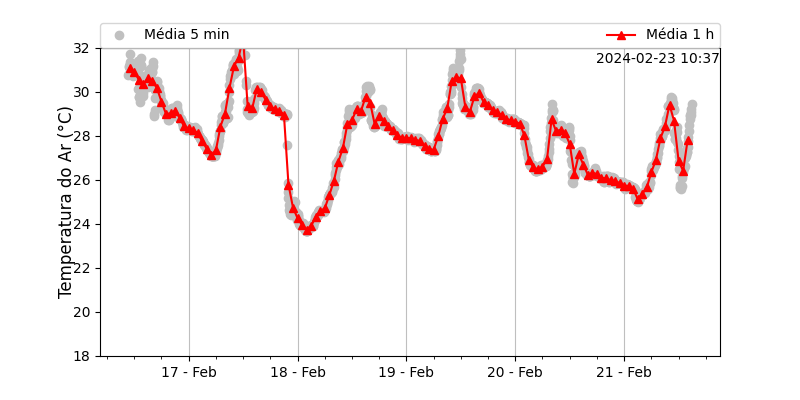 Média 5 min
Média 1 h
2024-02-23 10:37
Temperatura do Ar (°C)
32
30
28
26
24
22
20
18
17 - Feb
18 - Feb
19 - Feb
20 - Feb
21 - Feb